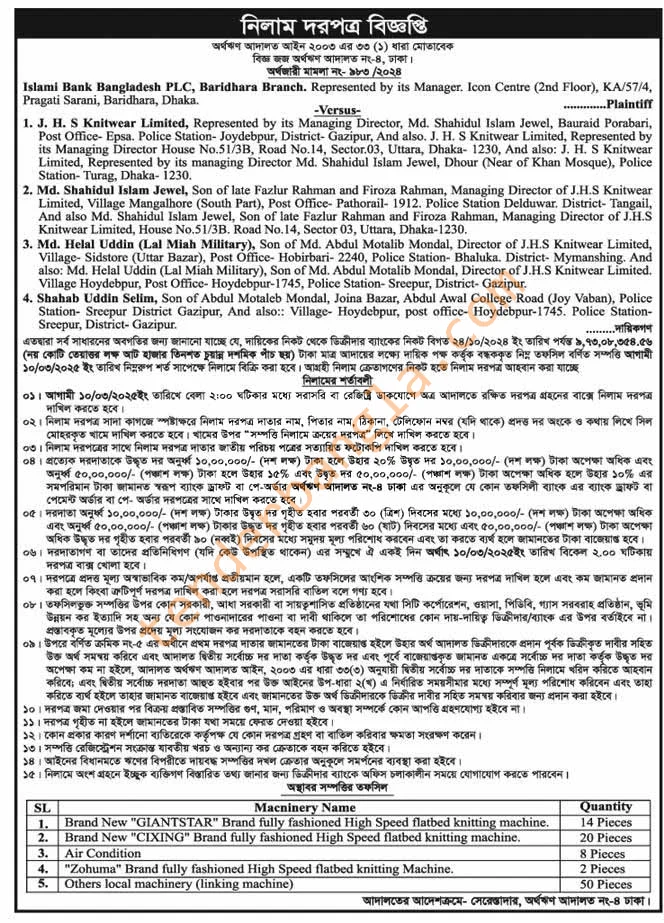 নিলাম দরপত্র বিজ্ঞপ্তি
অর্থঋণ আদালত আইন ২০০৩ এর ৩৩ (১) ধারা মোতাবেক
বিজ্ঞ জজ অর্থঋণ আদালত নং-৪, ঢাকা।
অর্থজারী মামলা নং- ৯৮৩ /২০২৪
Islami Bank Bangladesh PLC, Baridhara Branch. Represented by its Manager. Icon Centre (2nd Floor), KA/57/4,
Pragati Sarani, Baridhara, Dhaka. .............Plaintiff
-Versus-
1. J. H. S Knitwear Limited, Represented by its Managing Director, Md. Shahidul Islam Jewel, Bauraid Porabari,
Post Office- Epsa. Police Station- Joydebpur, District- Gazipur, And also. J. H. S Knitwear Limited, Represented by
its Managing Director House No.51/3B, Road No.14, Sector.03, Uttara, Dhaka- 1230, And also: J. H. S Knitwear
Limited, Represented by its managing Director Md. Shahidul Islam Jewel, Dhour (Near of Khan Mosque), Police
Station- Turag, Dhaka- 1230.
2. Md. Shahidul Islam Jewel, Son of late Fazlur Rahman and Firoza Rahman, Managing Director of J.H.S Knitwear
Limited, Village Mangalhore (South Part), Post Office- Pathorail- 1912. Police Station Delduwar. District- Tangail,
And also Md. Shahidul Islam Jewel, Son of late Fazlur Rahman and Firoza Rahman, Managing Director of J.H.S
Knitwear Limited, House No.51/3B. Road No.14, Sector 03, Uttara, Dhaka-1230.
3. Md. Helal Uddin (Lal Miah Military), Son of Md. Abdul Motalib Mondal, Director of J.H.S Knitwear Limited,
Village- Sidstore (Uttar Bazar), Post Office- Hobirbari- 2240, Police Station- Bhaluka. District- Mymanshing. And
also: Md. Helal Uddin (Lal Miah Military), Son of Md. Abdul Motalib Mondal, Director of J.H.S Knitwear Limited.
Village Hoydebpur, Post office- Hoydebpur-1745, Police Station- Sreepur, District- Gazipur.
4. Shahab Uddin Selim, Son of Abdul Motaleb Mondal, Joina Bazar, Abdul Awal College Road (Joy Vaban), Police
Station- Sreepur District Gazipur. And also:: Village- Hoydebpur, post office- Hoydebpur-1745. Police Station-
Sreepur, District- Gazipur. ..............দায়িকগণ
এতদ্বারা সর্ব সাধারনের অবগতির জন্য জানানো যাচ্ছে যে, দায়িকের নিকট থেকে ডিক্রীদার ব্যাংকের নিকট বিগত ২৪/১০/২০২৪ ইং তারিখ পর্যন্ত ৯,৭৩,০৮,৩৫৪.৫৬
(নয় কোটি তেয়াত্তর লক্ষ আট হাজার তিনশত চুয়ান্ন দশমিক পাঁচ ছয়) টাকা মাত্র আদায়ের লক্ষ্যে দায়িক পক্ষ কর্তৃক বন্ধককৃত নিম্ন তফসিল বর্ণিত সম্পত্তি আগামী
১০/০৩/২০২৫ ইং তারিখ নিম্নরূপ শর্ত সাপেক্ষে নিলামে বিক্রি করা হবে। আগ্রহী নিলাম ক্রেতাগণের নিকট হতে নিলাম দরপত্র আহবান করা যাচ্ছে
নিলামের শর্তাবলী
০১। আগামী ১০/০৩/২০২৫ইং তারিখে বেলা ২:০০ ঘটিকার মধ্যে সরাসরি বা রেজিষ্ট্রি ডাকযোগে অত্র আদালতে রক্ষিত দরপত্র গ্রহনের বাক্সে নিলাম দরপত্র
দাখিল করতে হবে।
০২। নিলাম দরপত্র সাদা কাগজে স্পষ্টাক্ষরে নিলাম দরপত্র দাতার নাম, পিতার নাম, ঠিকানা, টেলিফোন নম্বর (যদি থাকে) প্রদত্ত দর অংকে ও কথায় লিখে সিল
মোহরকৃত খামে দাখিল করতে হবে। খামের উপর "সম্পত্তি নিলামে ক্রয়ের দরপত্র" লিখে দাখিল করতে হবে।
০৩। নিলাম দরপত্রের সাথে নিলাম দরপত্র দাতার জাতীয় পরিচয় পত্রের সত্যায়িত ফটোকপি দাখিল করতে হবে।
০৪। প্রত্যেক দরদাতাকে উদ্ধৃত দর অনুর্ধ্ব ১০,০০,০০০/- (দশ লক্ষ) টাকা হলে উহার ২০% উদ্ধৃত দর ১০,০০,০০০/- (দশ লক্ষ) টাকা অপেক্ষা অধিক এবং
অনুর্ধ্ব ৫০,০০,০০০/- (পঞ্চাশ লক্ষ) টাকা হলে উহার ১৫% এবং উদ্বৃত দর ৫০,০০,০০০/- (পঞ্চাশ লক্ষ) টাকা অপেক্ষা অধিক হলে উহার ১০% এর
সমপরিমান টাকা জামানত স্বরূপ ব্যাংক ড্রাফট বা পে-অর্ডার অর্থঋণ আদালত নং-৪ ঢাকা এর অনুকূলে যে কোন তফসিলী ব্যাংক এর ব্যাংক ড্রাফট বা
পেমেন্ট অর্ডার বা পে- অর্ডার দরপত্রের সাথে দাখিল করতে হবে।
০৫। দরদাতা অনুর্ধ্ব ১০,০০,০০০/- (দশ লক্ষ) টাকার উদ্ধৃত দর গৃহীত হবার পরবর্তী ৩০ (ত্রিশ) দিবসের মধ্যে ১০,০০,০০০/- (দশ লক্ষ) টাকা অপেক্ষা অধিক
এবং অনুর্ধ্ব ৫০,০০,০০০/- (পঞ্চাশ লক্ষ) টাকার উদ্ধৃত দর গৃহীত হবার পরবর্তী ৬০ (ষাট) দিবসের মধ্যে এবং ৫০,০০,০০০/- (পঞ্চাশ লক্ষ) টাকা অপেক্ষা
অধিক উদ্ধৃত দর গৃহীত হবার পরবর্তী ৯০ (নব্বই) দিবসের মধ্যে সমুদয় মূল্য পরিশোধ করবেন এবং তা করতে ব্যর্থ হলে জামানতের টাকা বাজেয়াপ্ত হবে।
০৬। দরদাতাগণ বা তাদের প্রতিনিধিগণ (যদি কেউ উপস্থিত থাকেন) এর সম্মুখে ঐ একই দিন অর্থাৎ ১০/০৩/২০২৫ইং তারিখ বিকেল ২.০০ ঘটিকায়
দরপত্র বাক্স খোলা হবে।
০৭। দরপত্রে প্রদত্ত মূল্য অস্বাভাবিক কম/অপর্যাপ্ত প্রতীয়মান হলে, একটি তফসিলের আংশিক সম্পত্তি ক্রয়ের জন্য দরপত্র দাখিল হলে এবং কম জামানত প্রদান
করা হলে কিংবা ত্রুটিপূর্ণ দরপত্র দাখিল করা হলে দরপত্র সরাসরি বাতিল বলে গণ্য হবে।
০৮। তফসিলভুক্ত সম্পত্তির উপর কোন সরকারী, আধা সরকারী বা সায়ত্বশাসিত প্রতিষ্ঠানের যথা সিটি কর্পোরেশন, ওয়াসা, পিডিবি, গ্যাস সরবরাহ প্রতিষ্ঠান, ভূমি
উন্নয়ন কর ইত্যাদি সহ অন্য যে কোন পাওনাদারের পাওনা বা দাবী থাকিলে তা পরিশোধের কোন দায়-দায়িত্ব ডিক্রীদার/ব্যাংক এর উপর বর্তাইবে না।
প্রস্তাবকৃত মূল্যের উপর প্রদেয় মূল্য সংযোজন কর দরদাতাকে বহন করতে হবে।
০৯। উপরে বর্ণিত ক্রমিক নং-৫ এর অধীনে প্রথম দরপত্র দাতার জামানতের টাকা বাজেয়াপ্ত হইলে উহার অর্থ আদালত ডিক্রীদারকে প্রদান পূর্বক ডিক্রীকৃত দাবীর সহিত
উক্ত অর্থ সমন্বয় করিবে এবং আদালত দ্বিতীয় সর্বোচ্চ দর দাতা কর্তৃক উদ্ধৃত দর এবং পূর্বে বাজেয়াপ্তকৃত জামানত একত্রে সর্বোচ্চ দর দাতা কর্তৃক উদ্ধৃত দর
অপেক্ষা কম না হইলে, আদালত অর্থঋণ আদালত আইন, ২০০৩ এর ধারা ৩৩(৩) অনুযায়ী দ্বিতীয় সর্বোচ্চ দর দাতাকে সম্পত্তি নিলামে খরিদ করিতে আহবান
করিবে; এবং দ্বিতীয় সর্বোচ্চ দরদাতা আহুত হইবার পর উক্ত আইনের উপ-ধারা ২(খ) এ নির্ধারিত সময়সীমার মধ্যে সম্পূর্ণ মূল্য পরিশোধ করিবেন এবং তাহা
করিতে ব্যর্থ হইলে তাহার জামানত বাজেয়াপ্ত হইবে এবং জামানতের উক্ত অর্থ ডিক্রীদারকে ডিক্রীর দাবীর সহিত সমন্বয় করিবার জন্য প্রদান করা হইবে।
১০। দরপত্র জমা দেওয়ার পর বিক্রয় প্রস্তাবিত সম্পত্তির গুণ, মান, পরিমাণ ও অবস্থা সম্পর্কে কোন আপত্তি গ্রহণযোগ্য হইবে না।
১১। দরপত্র গৃহীত না হইলে জামানতের টাকা যথা সময়ে ফেরত দেওয়া হইবে।
১২। কোন প্রকার কারণ দর্শানো ব্যতিরেকে কর্তৃপক্ষ যে কোন দরপত্র গ্রহণ বা বাতিল করিবার ক্ষমতা সংরক্ষণ করেন।
১৩। সম্পত্তি রেজিস্ট্রেশন সংক্রান্ত যাবতীয় খরচ ও অন্যান্য কর ক্রেতাকে বহন করিতে হইবে।
১৪। আইনের বিধানমতে ঋণের বিপরীতে দায়বদ্ধ সম্পত্তির দখল ক্রেতার অনুকূলে সমর্পনের ব্যবস্থা করা হইবে।
১৫। নিলামে অংশ গ্রহনে ইচ্ছুক ব্যক্তিগণ বিস্তারিত তথ্য জানার জন্য ডিক্রীদার ব্যাংকে অফিস চলাকালীন সময়ে যোগাযোগ করতে পারবেন।
অস্থাবর সম্পত্তির তফসিল
SL Macninery Name Quantity
1. Brand New "GIANTSTAR" Brand fully fashioned High Speed flatbed knitting machine. 14 Pieces
2. Brand New "CIXING" Brand fully fashioned High Speed flatbed knitting machine. 20 Pieces
3. Air Condition 8 Pieces
4. "Zohuma" Brand fully fashioned High Speed flatbed knitting Machine. 2 Pieces
5. Others local machinery (linking machine) 50 Pieces
আদালতের আদেশক্রমে- সেরেস্তাদার, অর্থঋণ আদালত নং-৪ ঢাকা।
tenderbangla.com